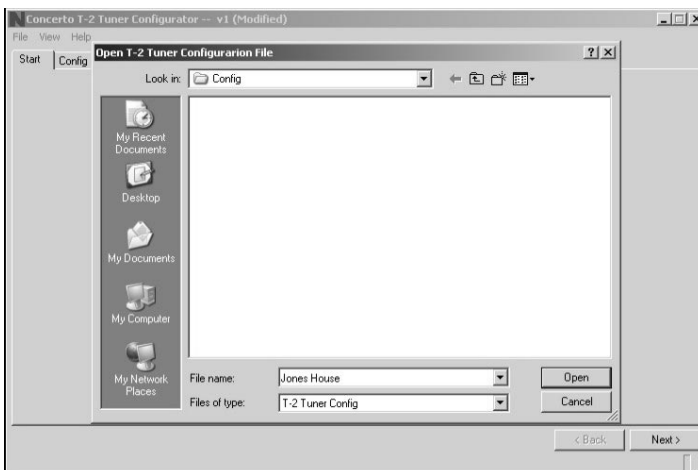 Concerto T-2 Tuner Configurator -- v1 (Modified)
File View Help
Start Config
Open T-2 Tuner Configurarion File
Look in: Config
My Recent
Documents
Desktop
My Documents
My Computer
My Network
Places
File name: Jones House
Open
Files of type: T-2 Tuner Config
Cancel
< Back Next >